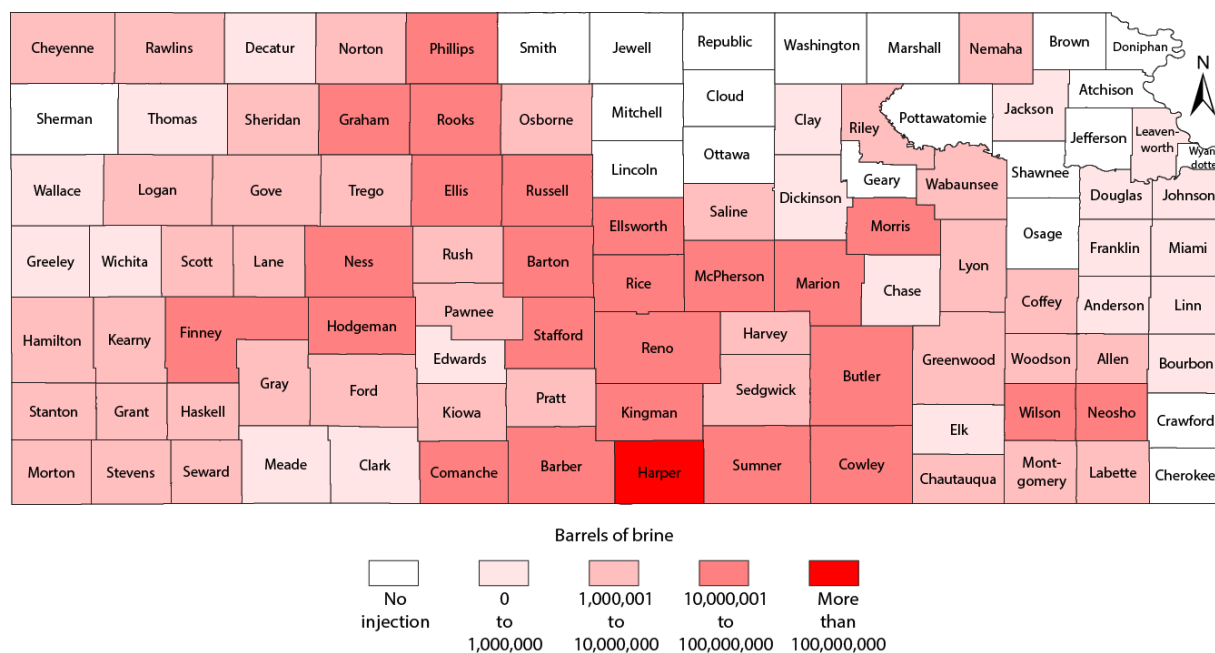 Cheyenne
Rawlins
Decatur
Norton
Phillips
Smith
Jewell
Republic
Washington
Marshall
Nemaha
Brown
Doniphan
N
Sherman
Thomas
Sheridan
Graham
Rooks
Osborne
Mitchell
Cloud
Clay
Riley
Pottawatomie
Jackson
Atchison
Jefferson
Leaven-
worth
Wyan
dotte
Wallace
Logan
Gove
Trego
Ellis
Russell
Lincoln
Ottawa
Saline
Dickinson
Geary
Wabaunsee
Shawnee
Douglas
Johnson
Greeley
Wichita
Scott
Lane
Ness
Rush
Barton
Ellsworth
Rice
McPherson
Marion
Morris
Chase
Lyon
Osage
Franklin
Miami
Hamilton
Kearny
Finney
Hodgeman
Pawnee
Edwards
Stafford
Reno
Harvey
Sedgwick
Butler
Greenwood
Coffey
Anderson
Linn
Woodson
Allen
Bourbon
Stanton
Grant
Haskell
Gray
Ford
Kiowa
Pratt
Kingman
Elk
Wilson
Neosho
Crawford
Morton
Stevens
Seward
Meade
Clark
Comanche
Barber
Harper
Sumner
Cowley
Chautauqua
Mont-
gomery
Labette
Cherokee
Barrels of brine
No
injection
0
to
1,000,000
1,000,001
to
10,000,000
10,000,001
to
100,000,000
More
than
100,000,000